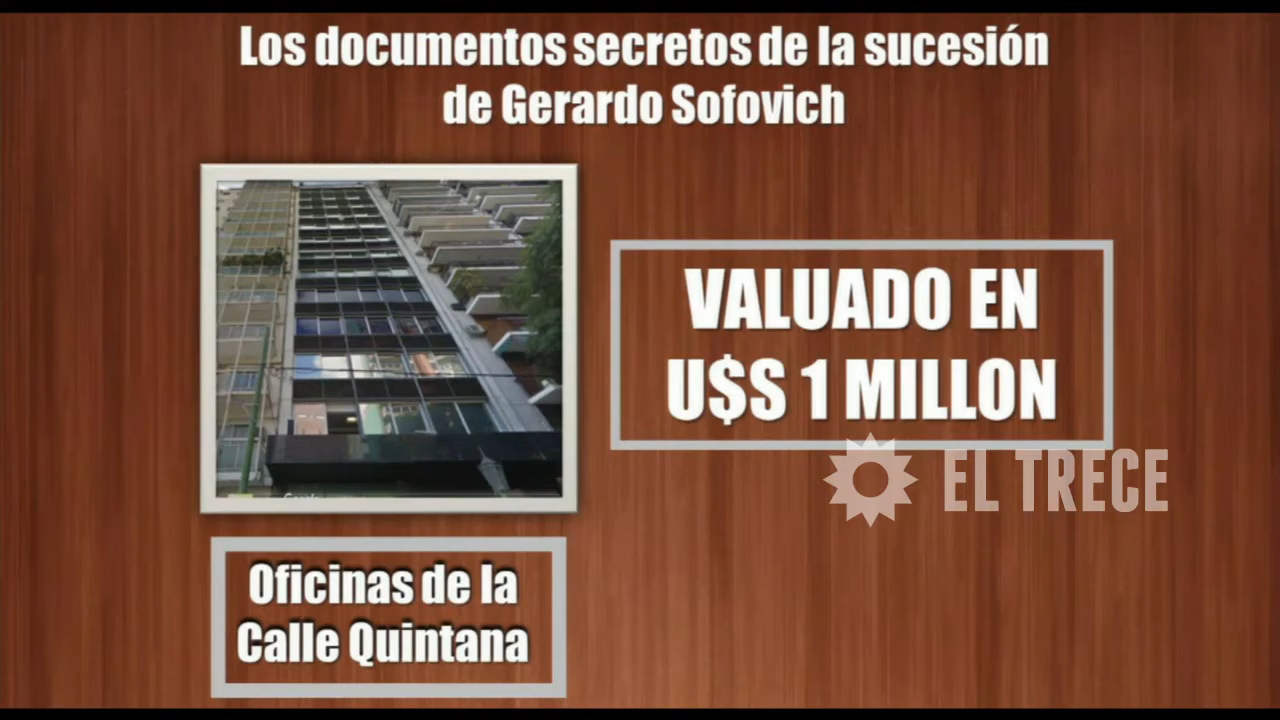 Los documentos secretos de la sucesión
de Gerardo Sofovich
VALUADO EN
U$S 1 MILLON
EL TRECE
Oficinas de la
Calle Quintana